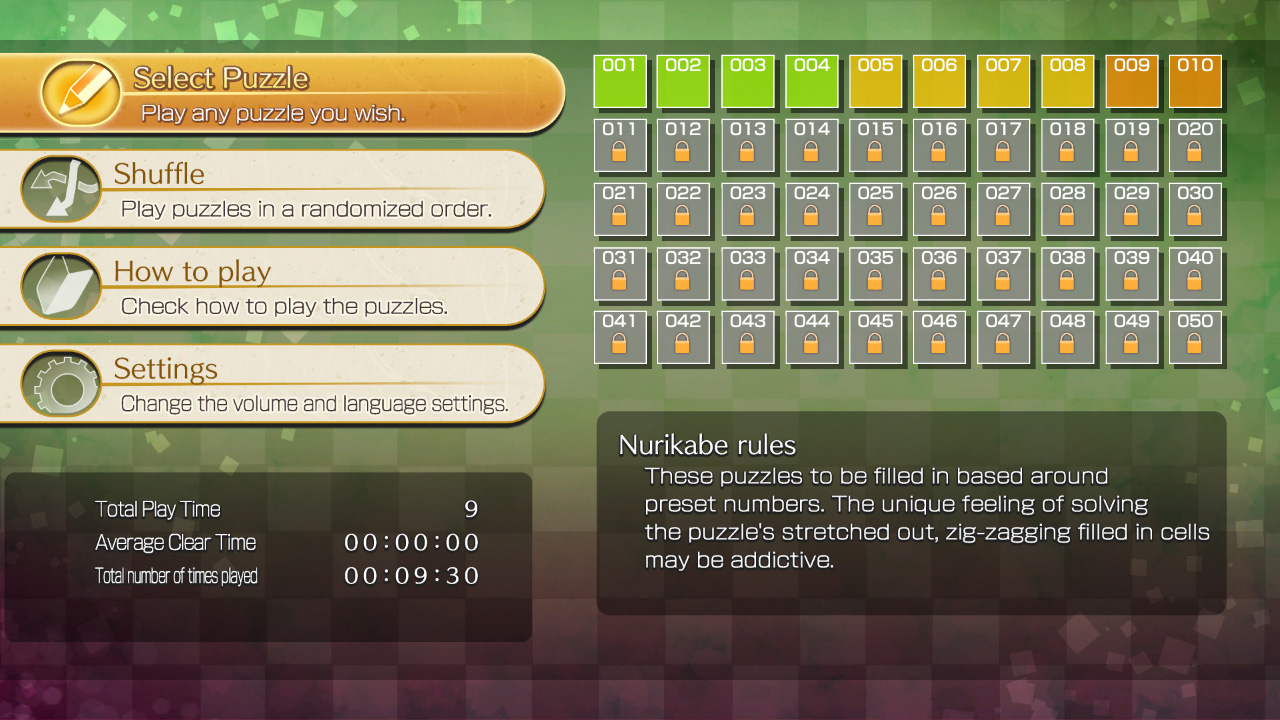 Select Puzzle
Play any puzzle you wish.
Shuffle
Play puzzles in a randomized order.
How to play
Check how to play the puzzles.
Settings
Change the volume and language settings.
Total Play Time 9
Average Clear Time 00:00:00
Total number of times played 00:09:30
001 002 003 004 005 006 007 008 009 010
011 012 013 014 015 016 017 018 019 020
021 022 023 024 025 026 027 028 029 030
031 032 033 034 035 036 037 038 039 040
041 042 043 044 045 046 047 048 049 050
Nurikabe rules
These puzzles to be filled in based around
preset numbers. The unique feeling of solving
the puzzle's stretched out, zig-zagging filled in cells
may be addictive.